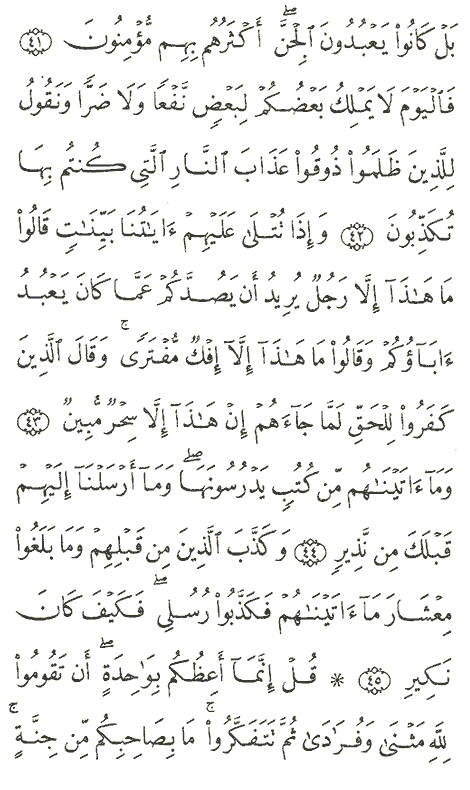 بَلۡ كَانُواْ يَعۡبُدُونَ ٱلۡجِنَّۖ أَكۡثَرُهُم بِهِم مُّؤۡمِنُونَ ٤١
فَٱلۡيَوۡمَ لَا يَمۡلِكُ بَعۡضُكُمۡ لِبَعۡضٖ نَّفۡعٗا وَلَا ضَرّٗا وَنَقُولُ
لِلَّذِينَ ظَلَمُواْ ذُوقُواْ عَذَابَ ٱلنَّارِ ٱلَّتِي كُنتُم بِهَا
تُكَذِّبُونَ ٤٢ وَإِذَا تُتۡلَىٰ عَلَيۡهِمۡ ءَايَٰتُنَا بَيِّنَٰتٖ قَالُواْ
مَا هَٰذَآ إِلَّا رَجُلٞ يُرِيدُ أَن يَصُدَّكُمۡ عَمَّا كَانَ يَعۡبُدُ
ءَابَآؤُكُمۡ وَقَالُواْ مَا هَٰذَآ إِلَّآ إِفۡكٞ مُّفۡتَرٗىۚ وَقَالَ ٱلَّذِينَ
كَفَرُواْ لِلۡحَقِّ لَمَّا جَآءَهُمۡ إِنۡ هَٰذَآ إِلَّا سِحۡرٞ مُّبِينٞ ٤٣
وَمَآ ءَاتَيۡنَٰهُم مِّن كُتُبٖ يَدۡرُسُونَهَاۖ وَمَآ أَرۡسَلۡنَآ إِلَيۡهِمۡ
قَبۡلَكَ مِن نَّذِيرٖ ٤٤ وَكَذَّبَ ٱلَّذِينَ مِن قَبۡلِهِمۡ وَمَا بَلَغُواْ
مِعۡشَارَ مَآ ءَاتَيۡنَٰهُمۡ فَكَذَّبُواْ رُسُلِيۖ فَكَيۡفَ كَانَ
نَكِيرِ ٤٥ * قُلۡ إِنَّمَآ أَعِظُكُم بِوَٰحِدَةٍۖ أَن تَقُومُواْ
لِلَّهِ مَثۡنَىٰ وَفُرَٰدَىٰ ثُمَّ تَتَفَكَّرُواْۚ مَا بِصَاحِبِكُم مِّن جِنَّةٍۚ